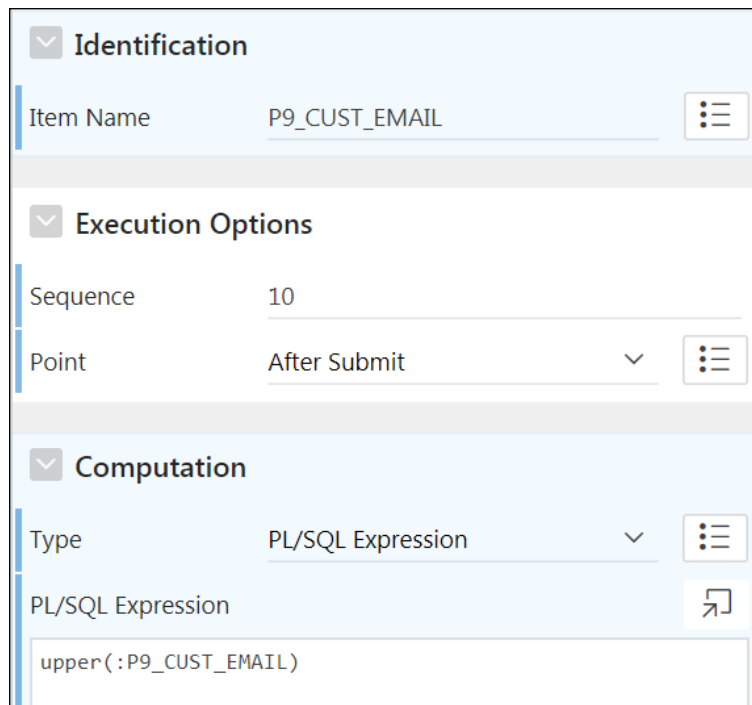 Identification
Item Name P9_CUST_EMAIL
Execution Options
Sequence 10
Point After Submit
Computation
Type PL/SQL Expression
PL/SQL Expression
upper(:P9_CUST_EMAIL)